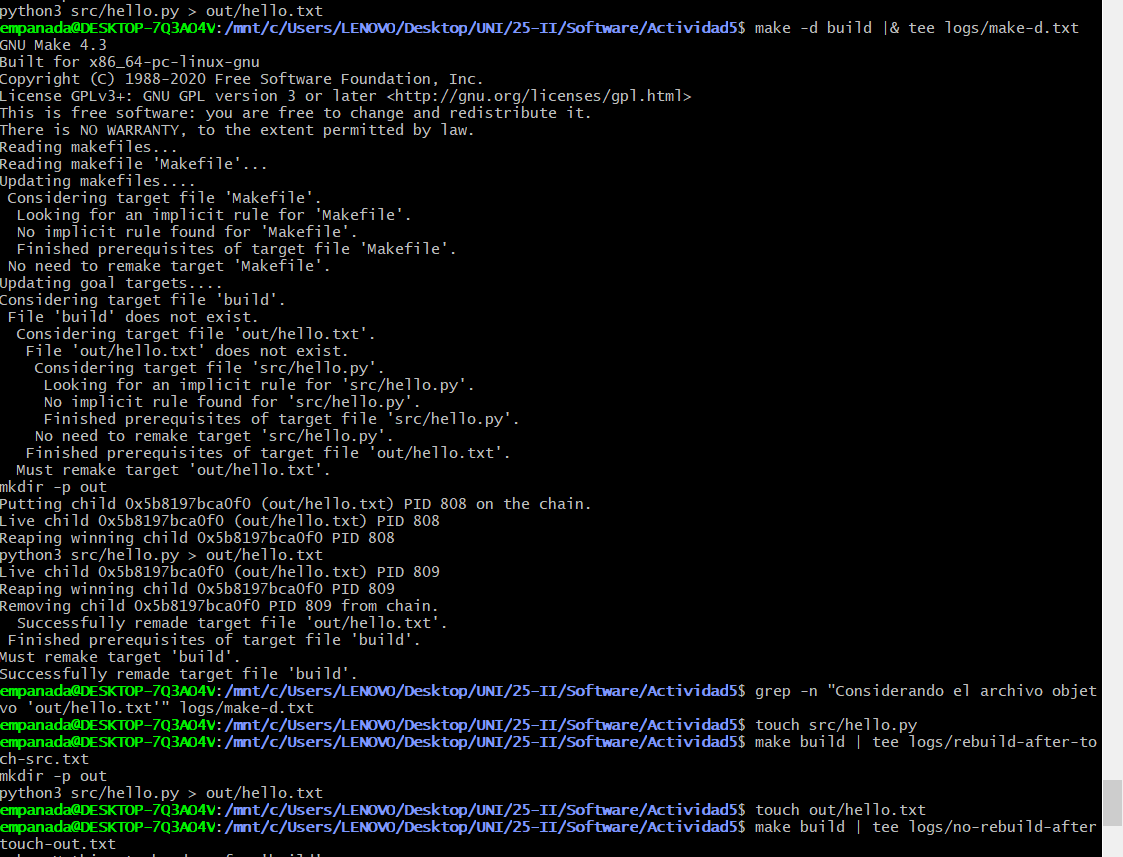 python3 src/hello.py > out/hello.txt
empanada@DESKTOP-7Q3AO4V:/mnt/c/Users/LENOVO/Desktop/UNI/25-II/Software/Actividad5$ make -d build |& tee logs/make-d.txt
GNU Make 4.3
Built for x86_64-pc-linux-gnu
Copyright (C) 1988-2020 Free Software Foundation, Inc.
License GPLv3+: GNU GPL version 3 or later <http://gnu.org/licenses/gpl.html>
This is free software: you are free to change and redistribute it.
There is NO WARRANTY, to the extent permitted by law.
Reading makefiles...
Reading makefile 'Makefile'...
Updating makefiles....
 Considering target file 'Makefile'.
  Looking for an implicit rule for 'Makefile'.
  No implicit rule found for 'Makefile'.
  Finished prerequisites of target file 'Makefile'.
 No need to remake target 'Makefile'.
Updating goal targets....
Considering target file 'build'.
 File 'build' does not exist.
  Considering target file 'out/hello.txt'.
   File 'out/hello.txt' does not exist.
    Considering target file 'src/hello.py'.
     Looking for an implicit rule for 'src/hello.py'.
     No implicit rule found for 'src/hello.py'.
     Finished prerequisites of target file 'src/hello.py'.
    No need to remake target 'src/hello.py'.
   Finished prerequisites of target file 'out/hello.txt'.
  Must remake target 'out/hello.txt'.
mkdir -p out
Putting child 0x5b8197bca0f0 (out/hello.txt) PID 808 on the chain.
Live child 0x5b8197bca0f0 (out/hello.txt) PID 808
Reaping winning child 0x5b8197bca0f0 PID 808
python3 src/hello.py > out/hello.txt
Live child 0x5b8197bca0f0 (out/hello.txt) PID 809
Reaping winning child 0x5b8197bca0f0 PID 809
Removing child 0x5b8197bca0f0 PID 809 from chain.
  Successfully remade target file 'out/hello.txt'.
 Finished prerequisites of target file 'build'.
Must remake target 'build'.
Successfully remade target file 'build'.
empanada@DESKTOP-7Q3AO4V:/mnt/c/Users/LENOVO/Desktop/UNI/25-II/Software/Actividad5$ grep -n "Considerando el archivo objet
vo 'out/hello.txt'" logs/make-d.txt
empanada@DESKTOP-7Q3AO4V:/mnt/c/Users/LENOVO/Desktop/UNI/25-II/Software/Actividad5$ touch src/hello.py
empanada@DESKTOP-7Q3AO4V:/mnt/c/Users/LENOVO/Desktop/UNI/25-II/Software/Actividad5$ make build | tee logs/rebuild-after-to
ch-src.txt
mkdir -p out
python3 src/hello.py > out/hello.txt
empanada@DESKTOP-7Q3AO4V:/mnt/c/Users/LENOVO/Desktop/UNI/25-II/Software/Actividad5$ touch out/hello.txt
empanada@DESKTOP-7Q3AO4V:/mnt/c/Users/LENOVO/Desktop/UNI/25-II/Software/Actividad5$ make build | tee logs/no-rebuild-after
touch-out.txt